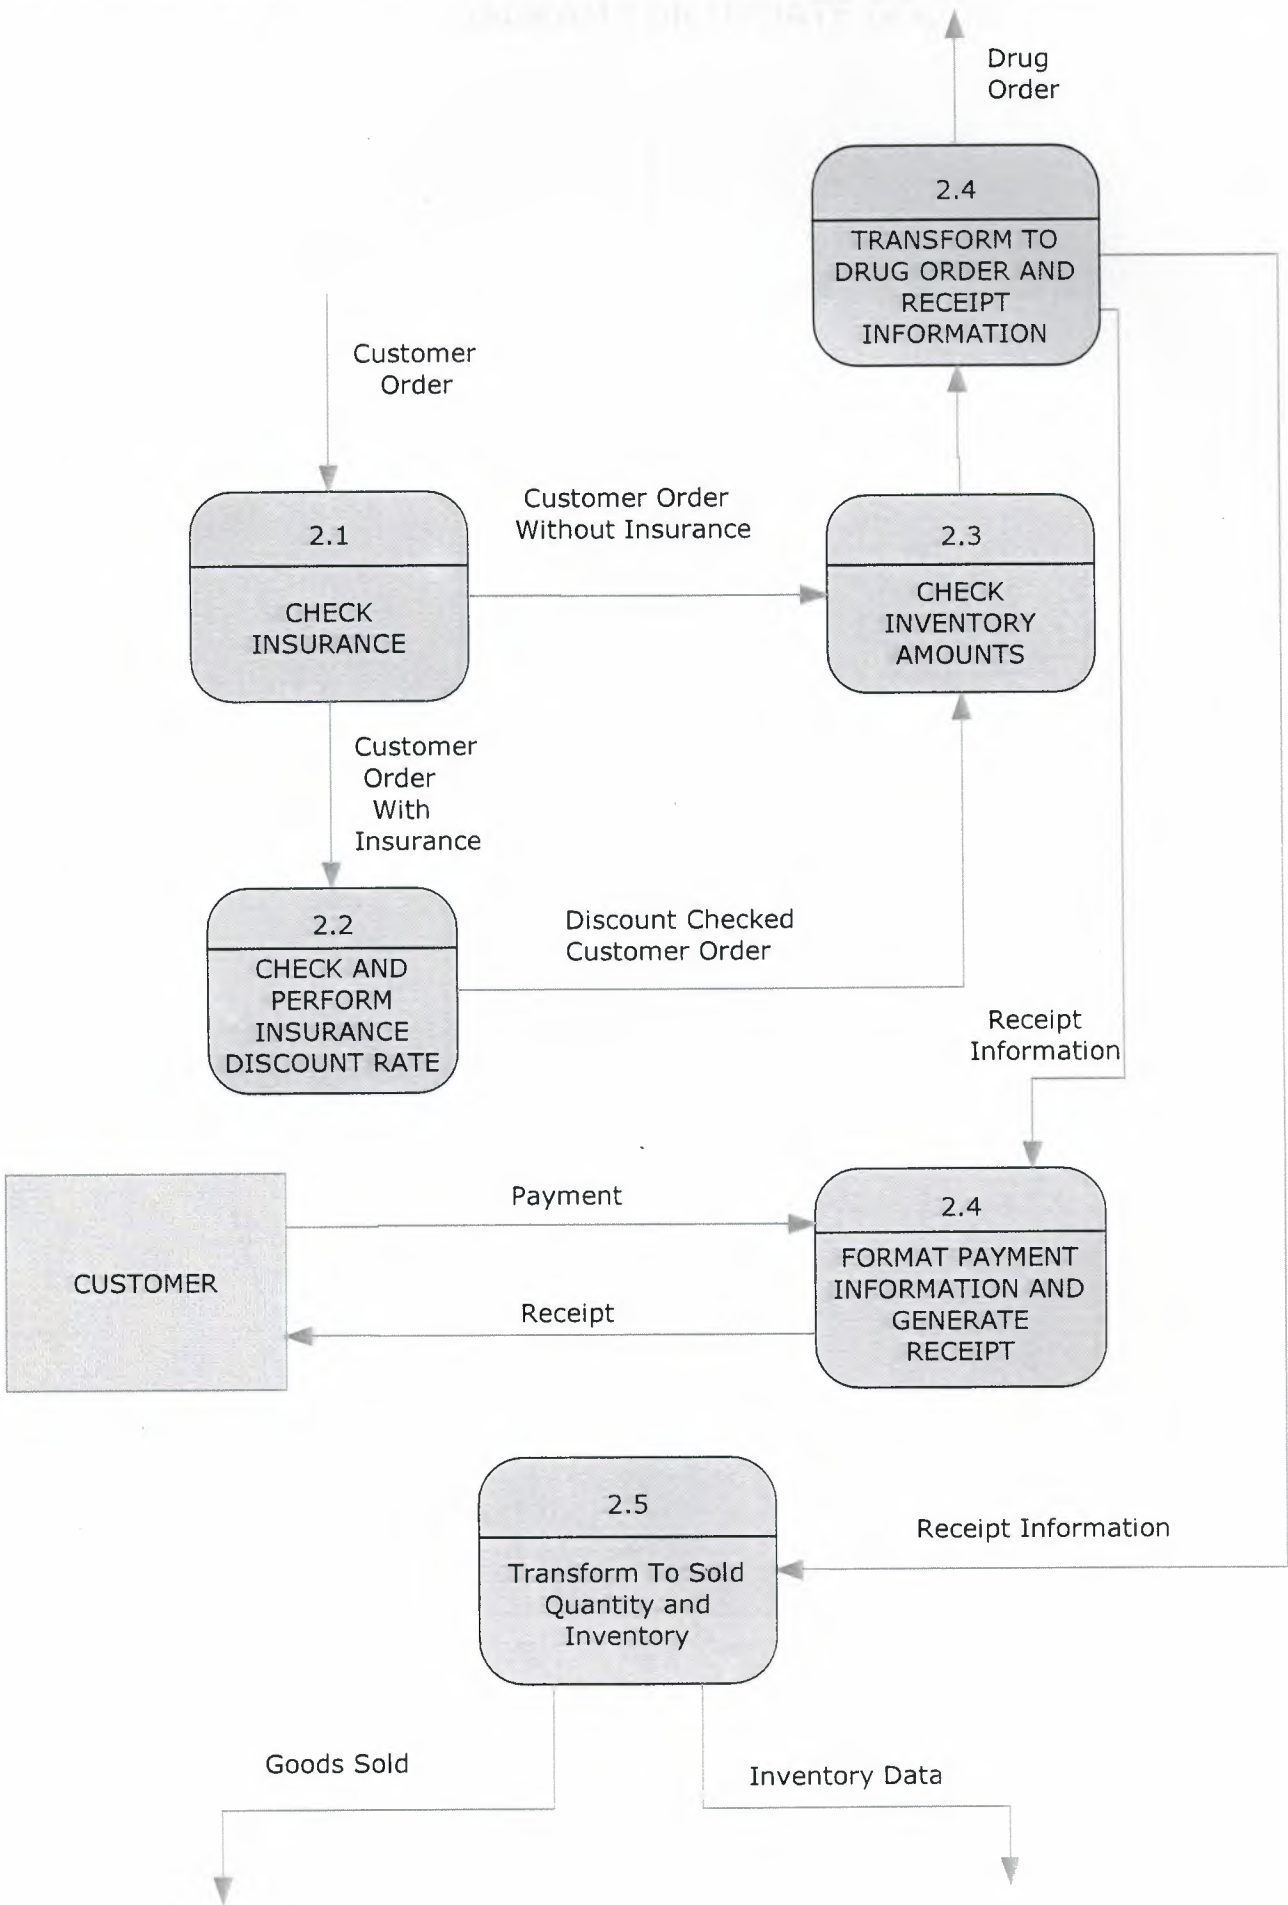 Drug
Order
2.4
TRANSFORM TO
DRUG ORDER AND
RECEIPT
INFORMATION
Customer
Order
Customer Order
Without Insurance
2.1
CHECK
INSURANCE
2.3
CHECK
INVENTORY
AMOUNTS
Customer
Order
With
Insurance
2.2
CHECK AND
PERFORM
INSURANCE
DISCOUNT RATE
Discount Checked
Customer Order
Receipt
Information
CUSTOMER
Payment
Receipt
2.4
FORMAT PAYMENT
INFORMATION AND
GENERATE
RECEIPT
2.5
Transform To Sold
Quantity and
Inventory
Receipt Information
Goods Sold
Inventory Data